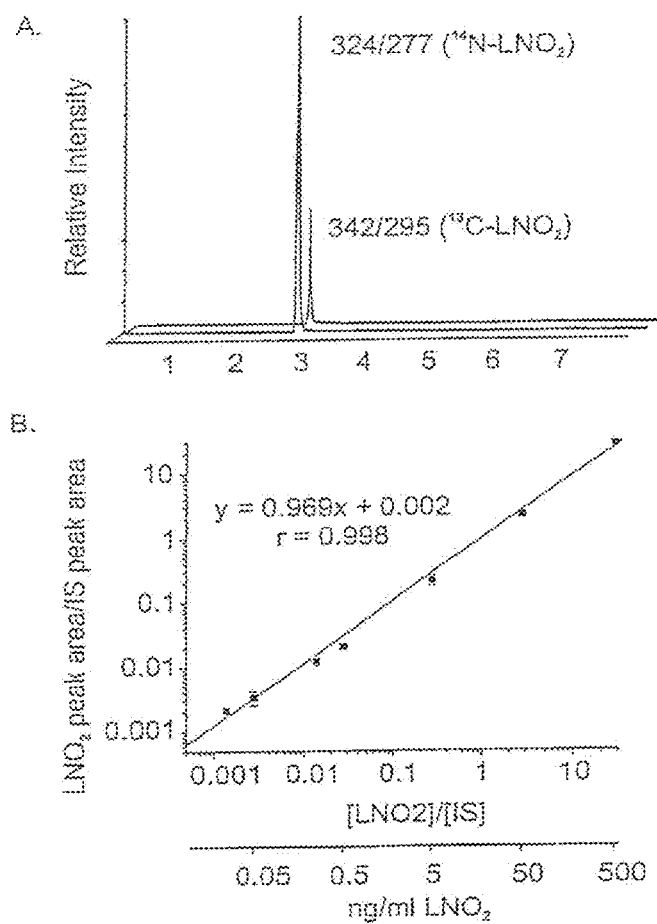 A.
324/277 (¹⁴N-LNO₂)
342/295 (¹³C-LNO₂)
Relative Intensity
1 2 3 4 5 6 7
B.
LNO₂ peak area/IS peak area
10
1
0.1
0.01
0.001
y = 0.969x + 0.002
r = 0.998
0.001 0.01 0.1 1 10
[LNO2]/[IS]
0.05 0.5 5 50 500
ng/ml LNO₂